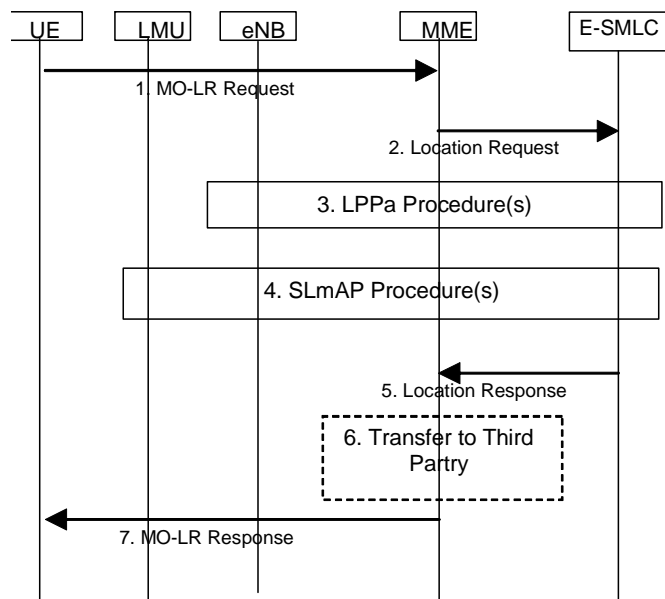 UE LMU eNB MME E-SMLC
1. MO-LR Request
2. Location Request
3. LPPa Procedure(s)
4. SLmAP Procedure(s)
5. Location Response
6. Transfer to Third
Partry
7. MO-LR Response